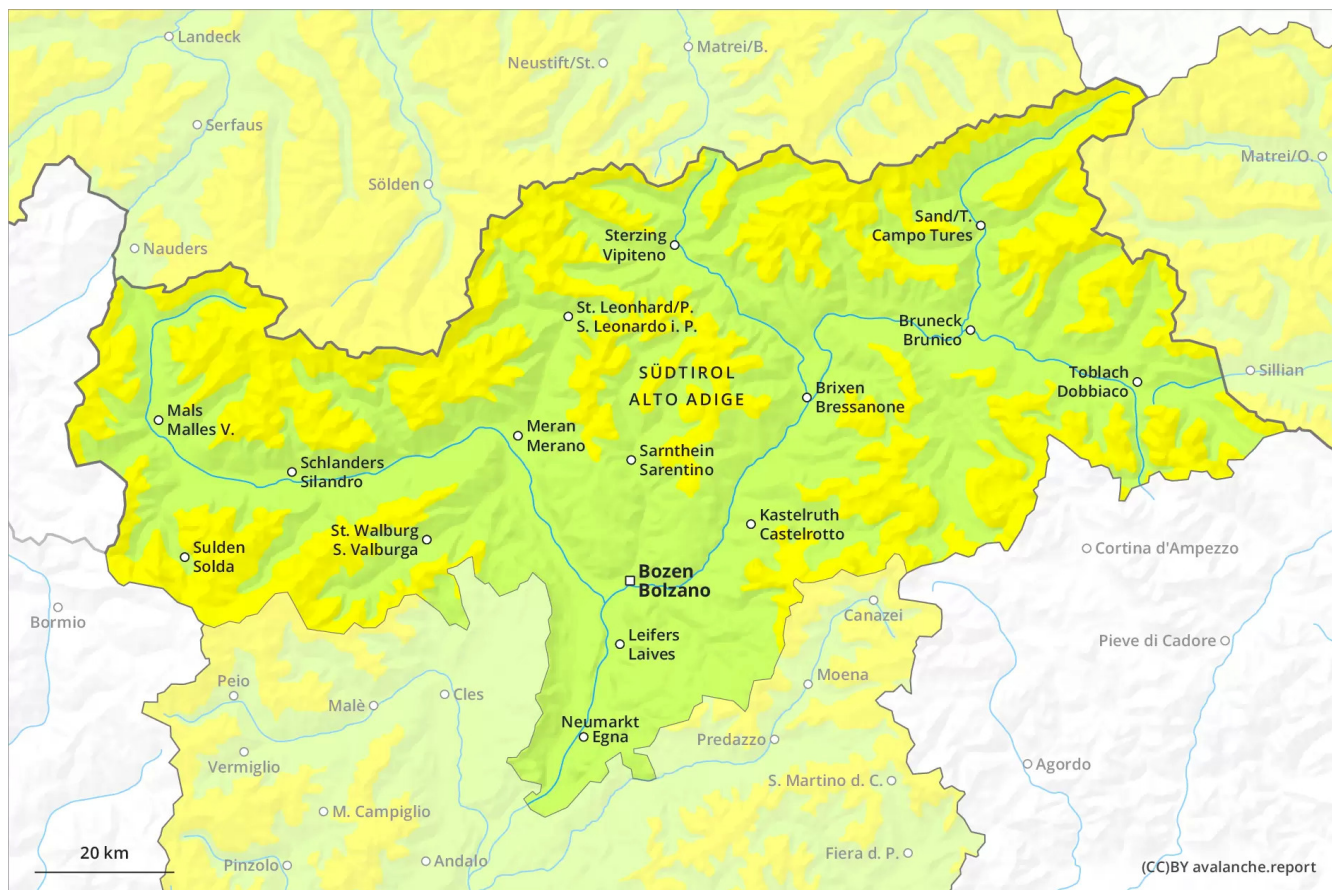 Landeck
Matrei/B.
Neustift/St.
Serfaus
Matrei/O.
Sölden
Sand/T.
Campo Tures
Nauders
Sterzing
Vipiteno
St. Leonhard/P.
S. Leonardo i. P.
Bruneck
Brunico
SÜDTIROL
ALTO ADIGE
Toblach
Dobbiaco
Sillian
Brixen
Bressanone
Mals
Malles V.
Meran
Merano
Schlanders
Silandro
Sarnthein
Sarentino
St. Walburg
S. Valburga
Kastelruth
Castelrotto
Sulden
Solda
Cortina d'Ampezzo
Bozen
Bolzano
Bormio
Canazei
Leifers
Laives
Pieve di Cadore
Peio
Moena
Malè
Cles
Neumarkt
Egna
Predazzo
Vermiglio
Agordo
S. Martino d. C.
M. Campiglio
20 km
Pinzolo
Andalo
Fiera d. P.
(CC)BY avalanche.report